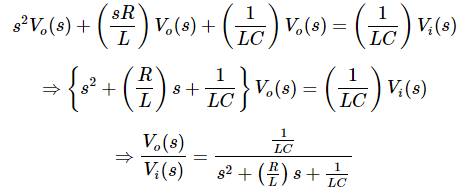 $s^2V_o(s)+\left(\frac{sR}{L}\right)V_o(s)+\left(\frac{1}{LC}\right)V_o(s)=\left(\frac{1}{LC}\right)V_i(s)$
$\Rightarrow\left\{s^2+\left(\frac{R}{L}\right)s+\frac{1}{LC}\right\}V_o(s)=\left(\frac{1}{LC}\right)V_i(s)$
$\Rightarrow\frac{V_o(s)}{V_i(s)}=\frac{\frac{1}{LC}}{s^2+\left(\frac{R}{L}\right)s+\frac{1}{LC}}$